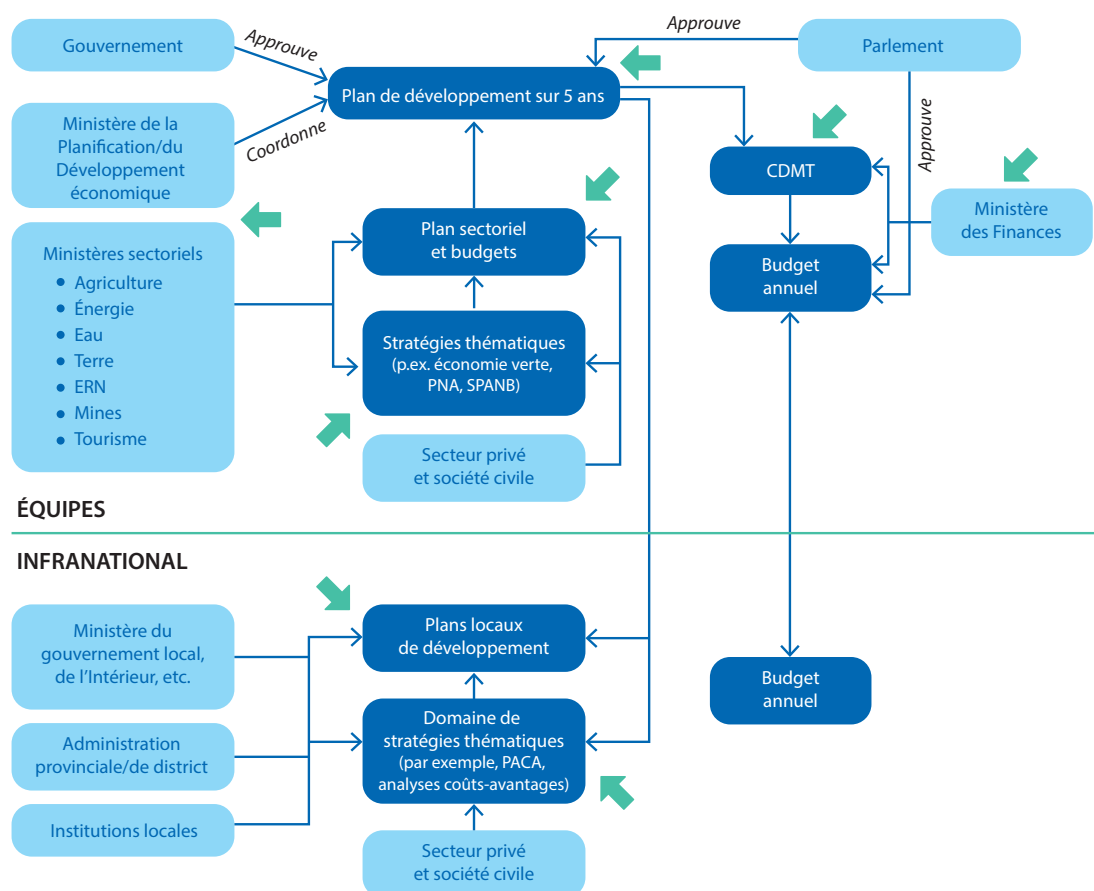 Gouvernement
Approuve
Approuve
Parlement
Plan de développement sur 5 ans
Ministère de la
Planification/du
Développement
économique
Coordonne
Approuve
CDMT
Ministère
des Finances
Ministères sectoriels
Agriculture
Énergie
Eau
Terre
ERN
Mines
Tourisme
Plan sectoriel
et budgets
Budget
annuel
Stratégies thématiques
(p.ex. économie verte,
PNA, SPANB)
Secteur privé
et société civile
ÉQUIPES
INFRANATIONAL
Ministère du
gouvernement local,
de l'Intérieur, etc.
Plans locaux
de développement
Budget
annuel
Administration
provinciale/de district
Domaine de
stratégies thématiques
(par exemple, PACA,
analyses coûts-avantages)
Institutions locales
Secteur privé
et société civile